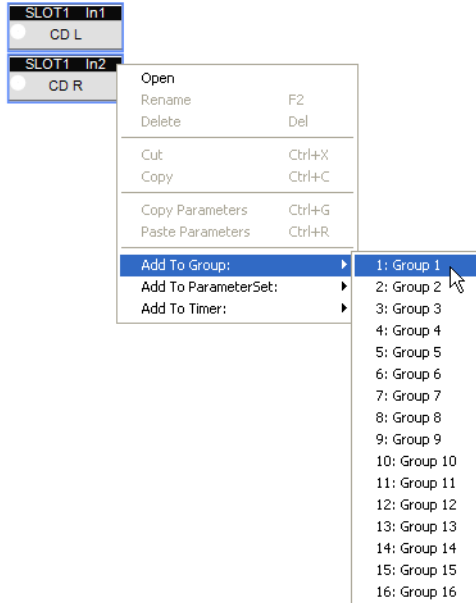 SLOT1 In1
CD L
SLOT1 In2
CD R
Open
Rename F2
Delete Del
Cut Ctrl+X
Copy Ctrl+C
Copy Parameters Ctrl+G
Paste Parameters Ctrl+R
Add To Group:
Add To ParameterSet:
Add To Timer:
1: Group 1
2: Group 2
3: Group 3
4: Group 4
5: Group 5
6: Group 6
7: Group 7
8: Group 8
9: Group 9
10: Group 10
11: Group 11
12: Group 12
13: Group 13
14: Group 14
15: Group 15
16: Group 16